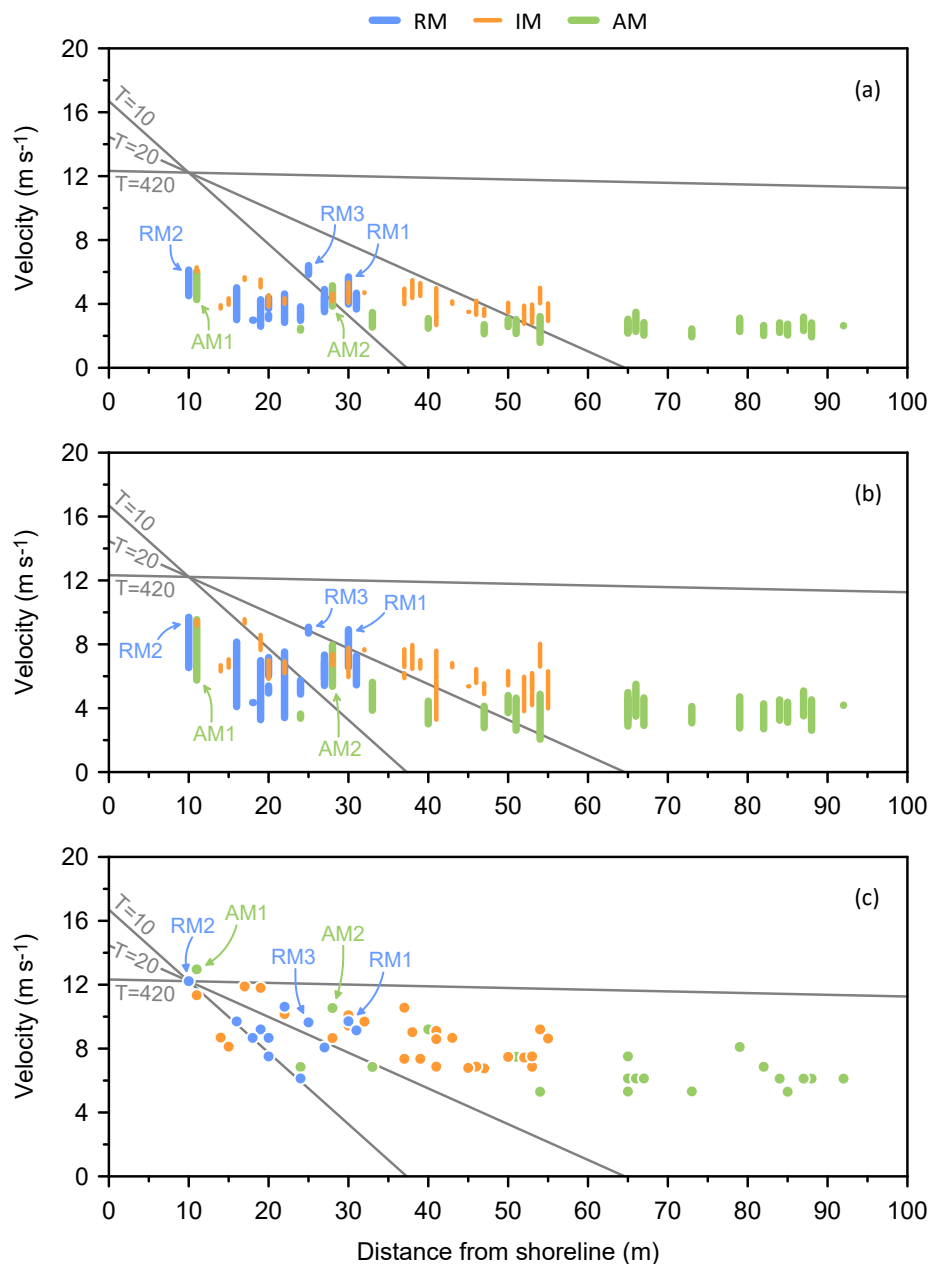 RM IM AM
20
16
12
8
4
0
Velocity (m s-1)
(a)
T=10
T=20
T=420
RM2
RM3
RM1
AM1
AM2
0 10 20 30 40 50 60 70 80 90 100
20
16
12
8
4
0
Velocity (m s-1)
(b)
T=10
T=20
T=420
RM3
RM1
RM2
AM1
AM2
0 10 20 30 40 50 60 70 80 90 100
20
16
12
8
4
0
Velocity (m s-1)
(c)
T=10
T=20
T=420
RM2
AM1
AM2
RM3
RM1
0 10 20 30 40 50 60 70 80 90 100
Distance from shoreline (m)